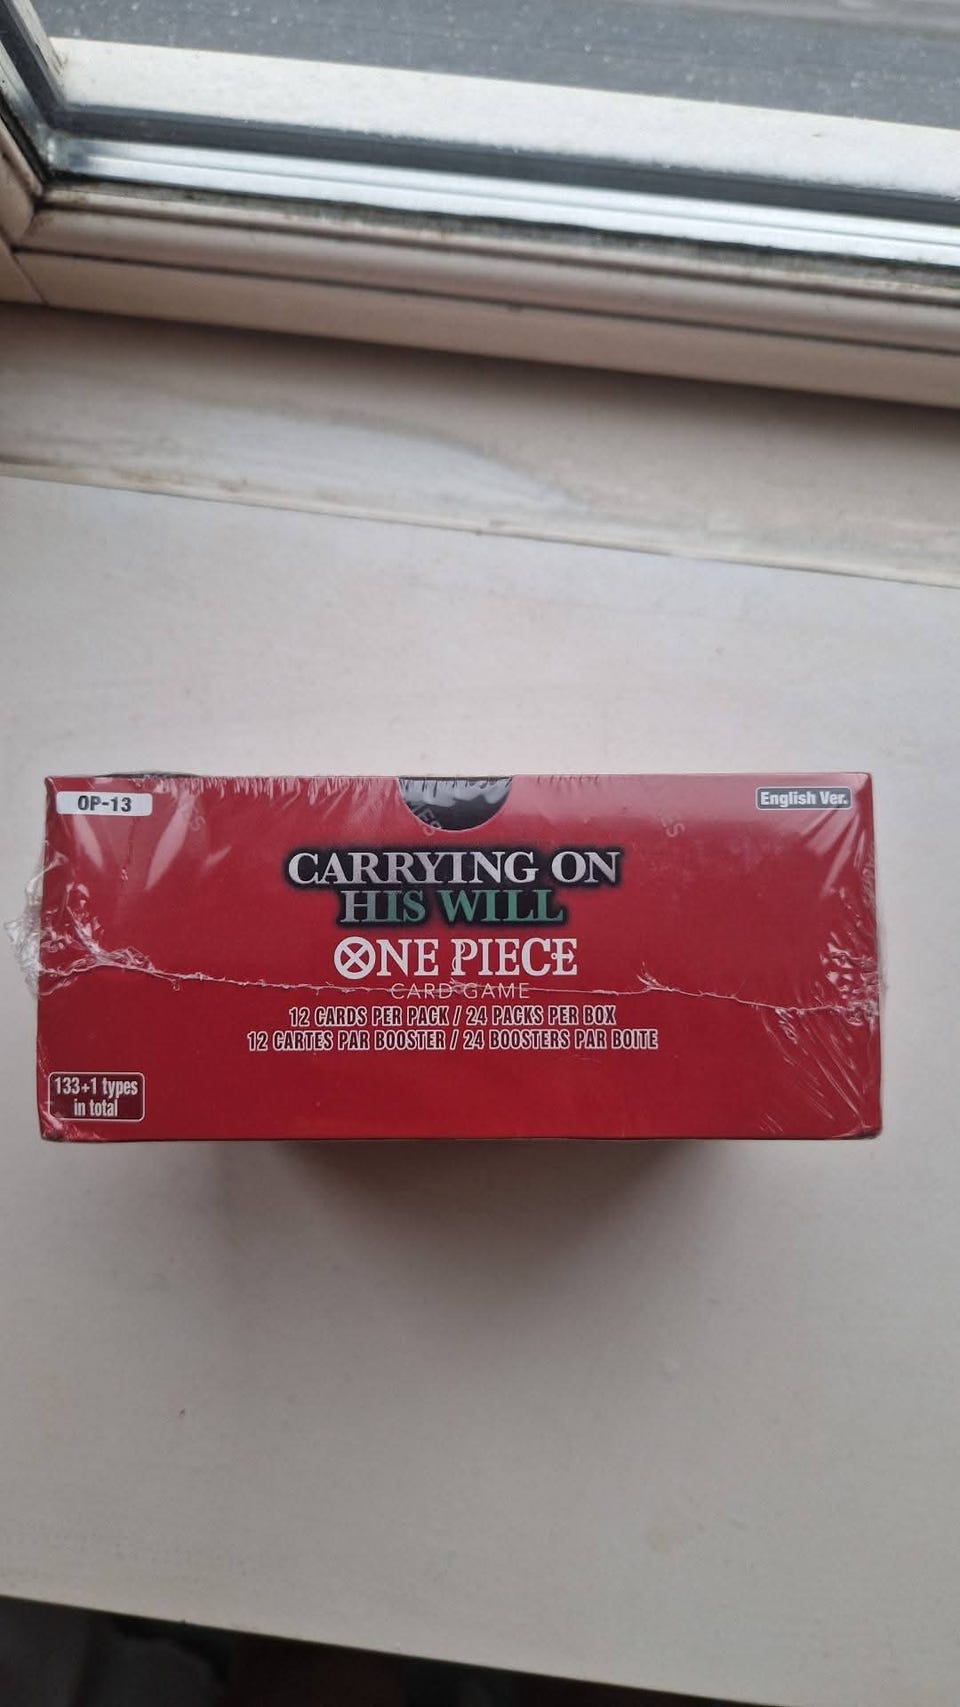 OP-13
English Ver.
CARRYING ON
HIS WILL
ONE PIECE
CARD GAME
12 CARDS PER PACK / 24 PACKS PER BOX
12 CARTES PAR BOOSTER / 24 BOOSTERS PAR BOITE
133+1 types
in total